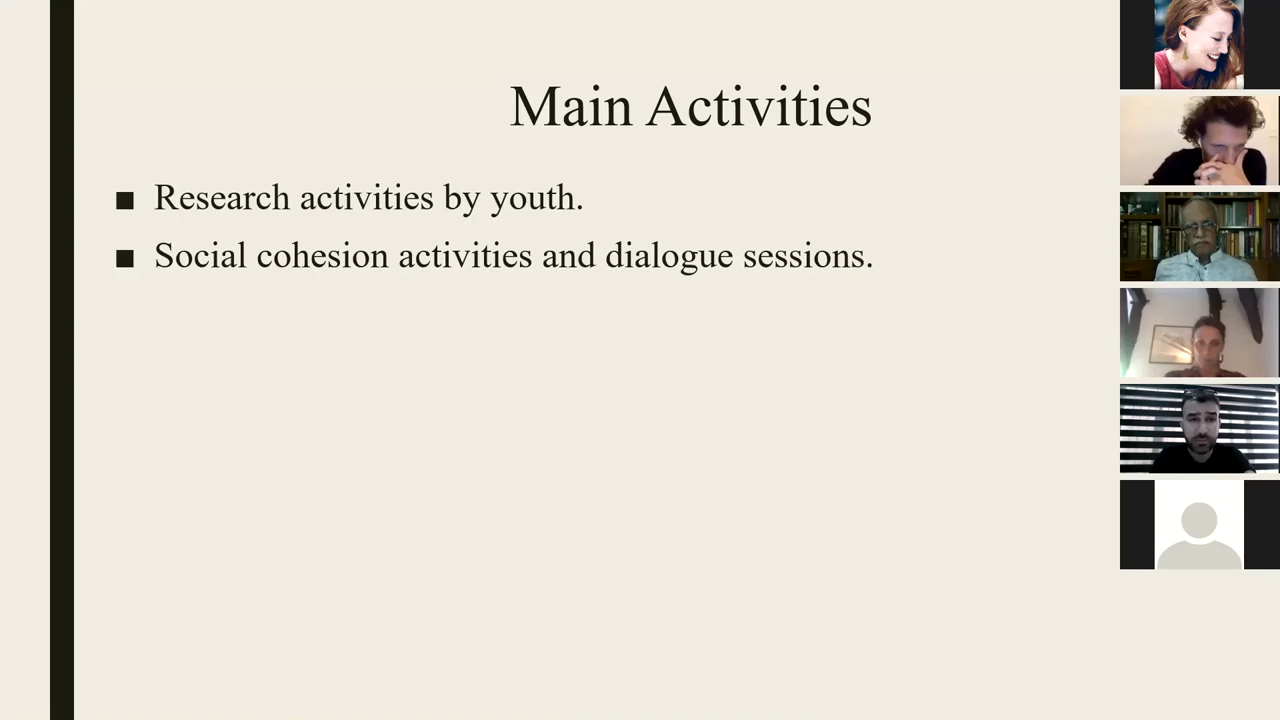 Main Activities
■ Research activities by youth.
■ Social cohesion activities and dialogue sessions.